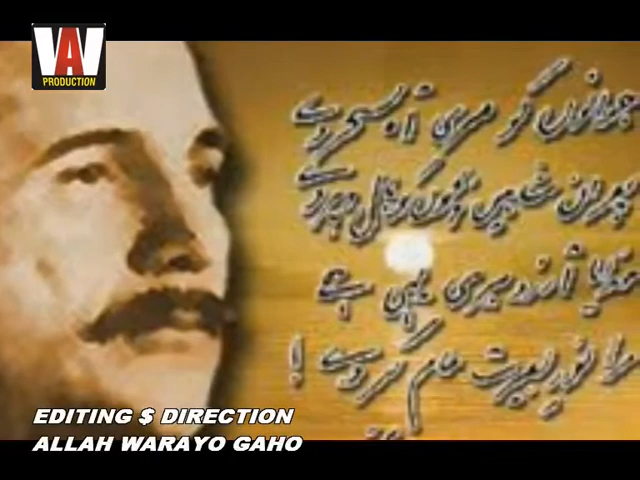 WAV
PRODUCTION
جوانوں کو مری آہ سحر دے
پھر ان شاہیں بچوں کو بال و پر دے
خدایا آرزو میری یہی ہے
مرا نورِ بصیرت عام کر دے !
EDITING $ DIRECTION
ALLAH WARAYO GAHO